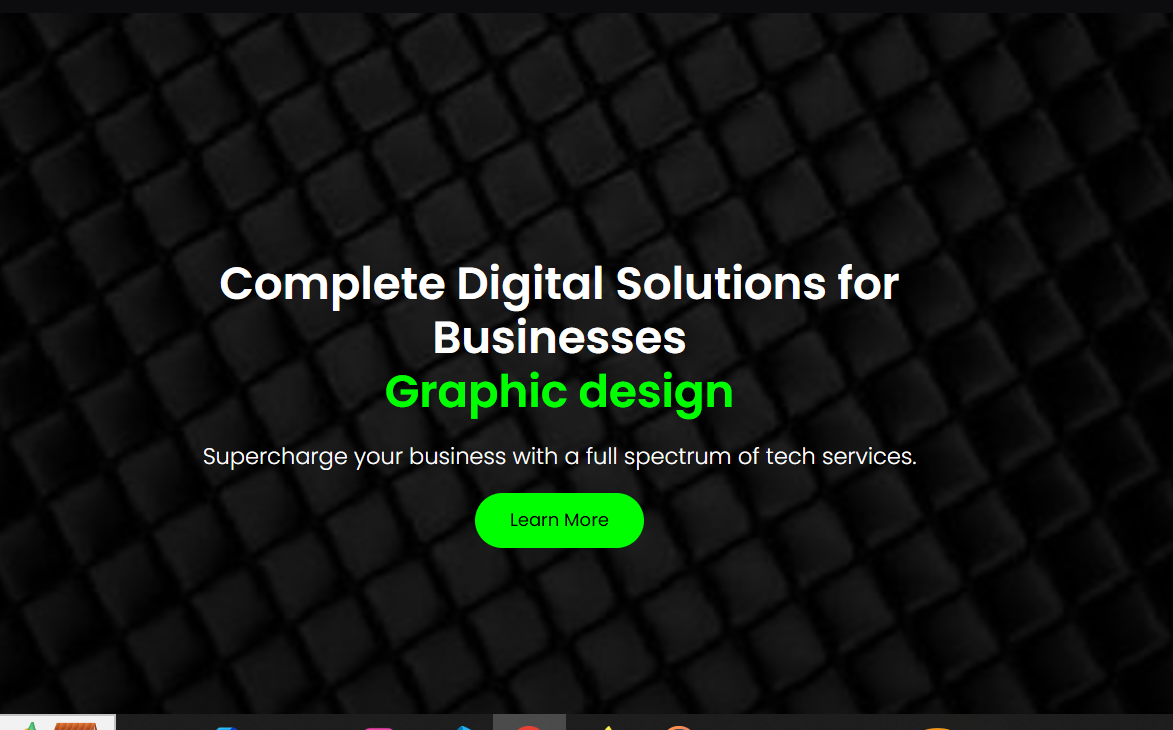 Complete Digital Solutions for
Businesses
Graphic design
Supercharge your business with a full spectrum of tech services.
Learn More